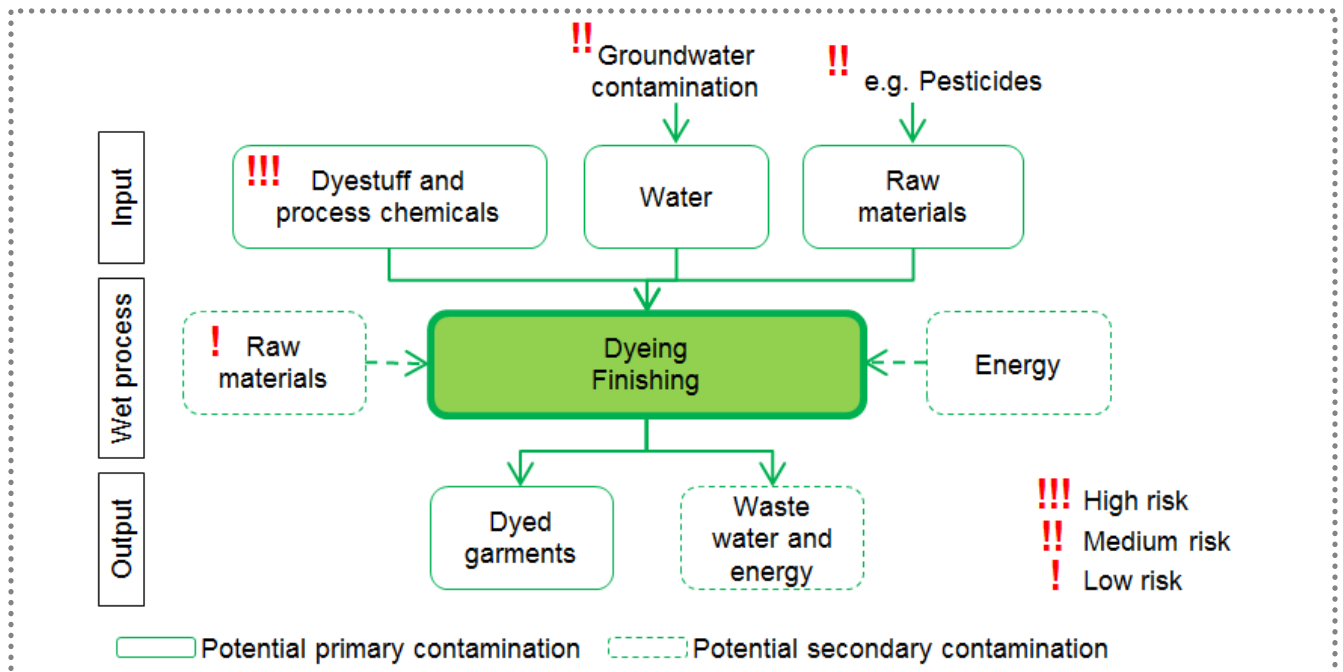 !! Groundwater
contamination
!! e.g. Pesticides
Input
!!! Dyestuff and
process chemicals
Water
Raw
materials
Wet process
! Raw
materials
Dyeing
Finishing
Energy
Output
Dyed
garments
Waste
water and
energy
!!! High risk
!! Medium risk
! Low risk
Potential primary contamination
Potential secondary contamination